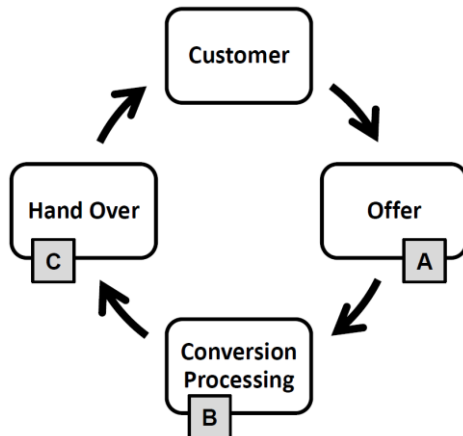 Customer
Hand Over
Offer
C
A
Conversion
Processing
B